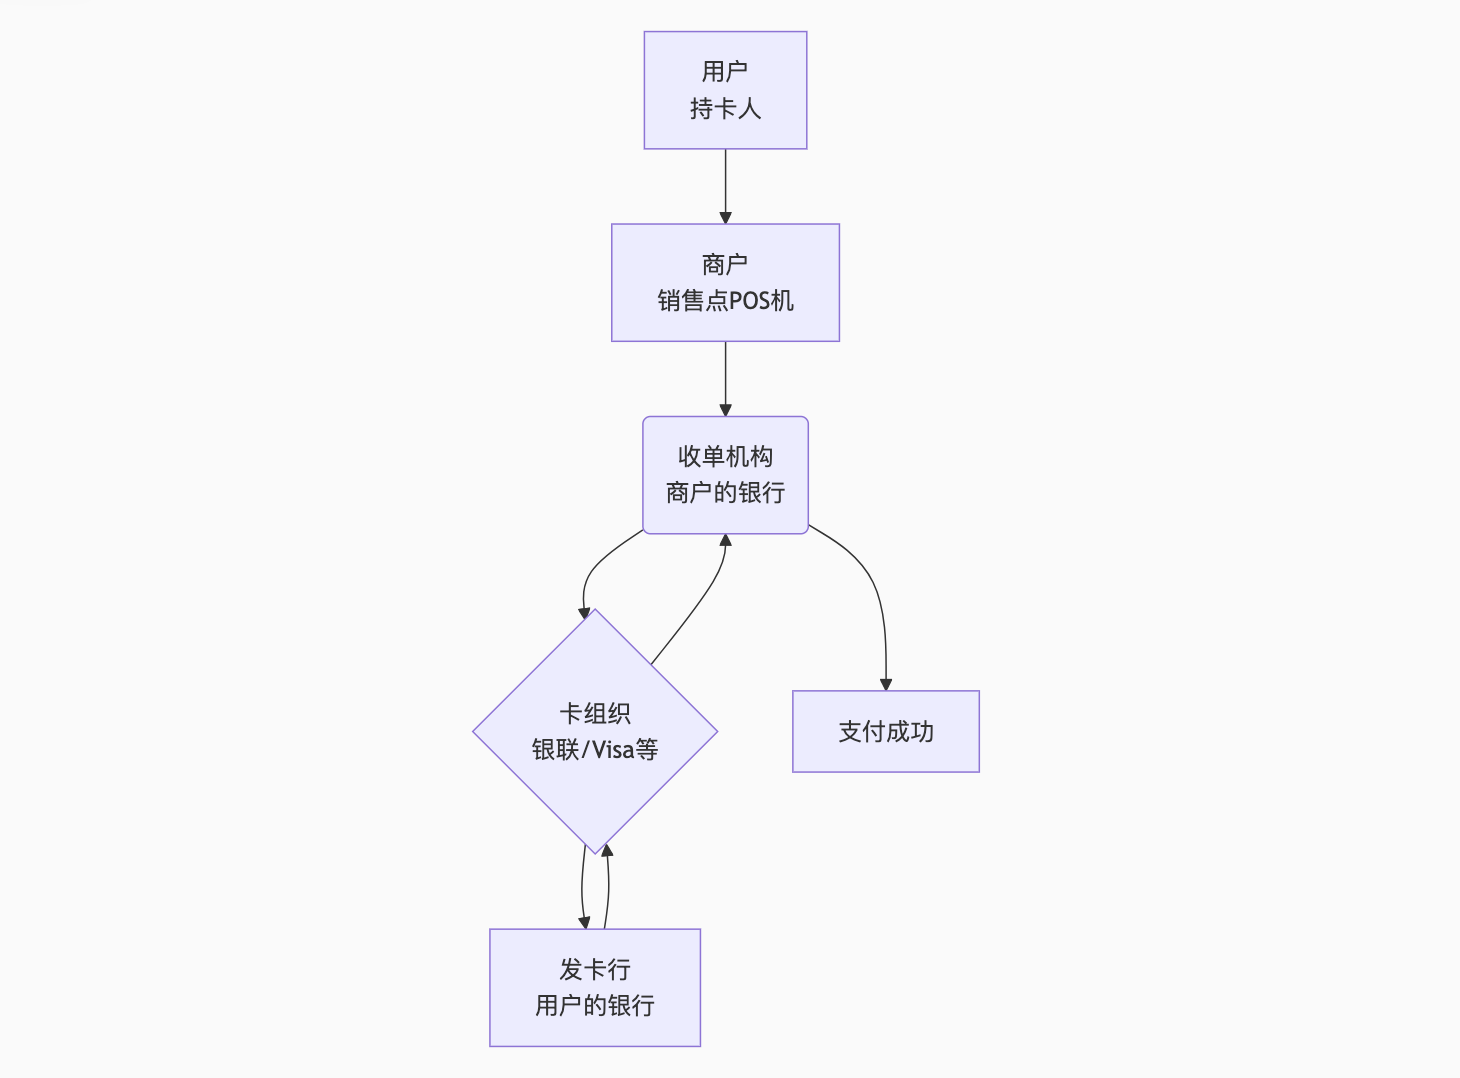 用户
持卡人
商户
销售点POS机
收单机构
商户的银行
卡组织
银联/Visa等
支付成功
发卡行
用户的银行